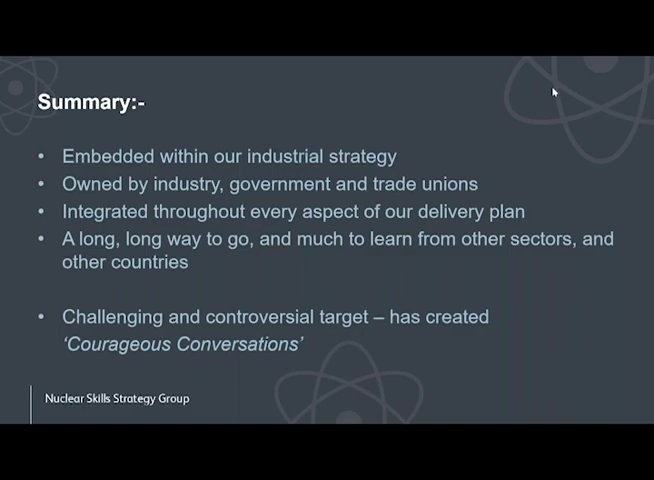 Summary:-
• Embedded within our industrial strategy
• Owned by industry, government and trade unions
• Integrated throughout every aspect of our delivery plan
• A long, long way to go, and much to learn from other sectors, and
other countries
• Challenging and controversial target – has created
‘Courageous Conversations’
Nuclear Skills Strategy Group